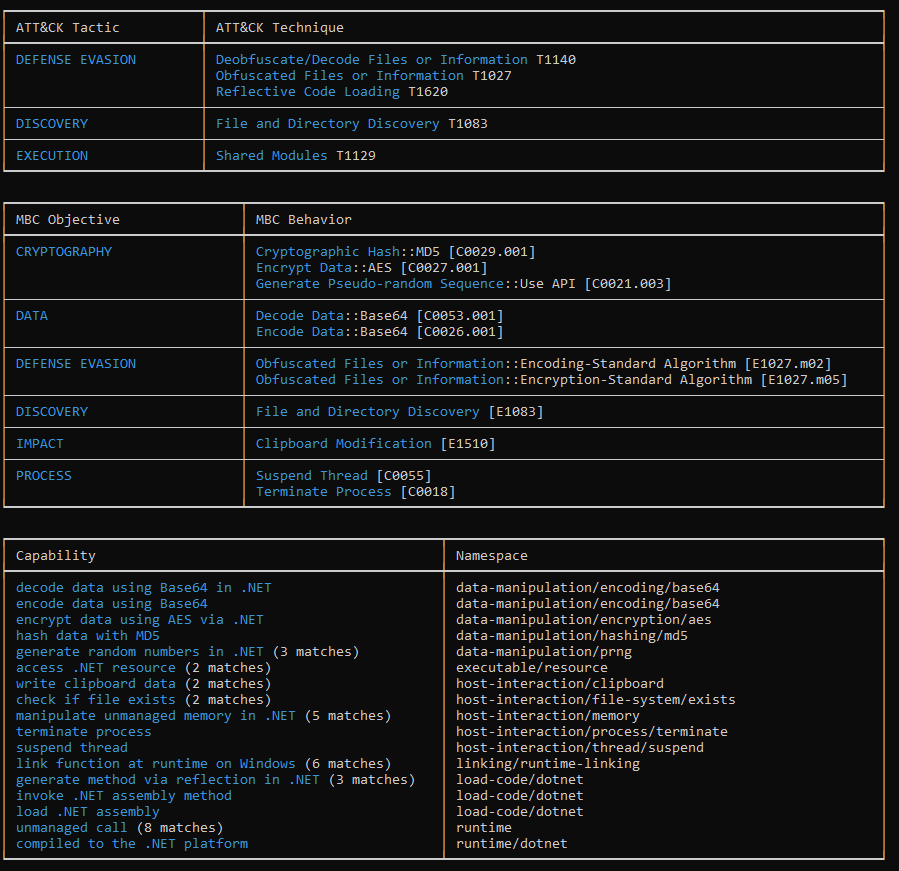 ATT&CK Tactic ATT&CK Technique
DEFENSE EVASION Deobfuscate/Decode Files or Information T1140
Obfuscated Files or Information T1027
Reflective Code Loading T1620
DISCOVERY File and Directory Discovery T1083
EXECUTION Shared Modules T1129
MBC Objective MBC Behavior
CRYPTOGRAPHY Cryptographic Hash::MD5 [C0029.001]
Encrypt Data::AES [C0027.001]
Generate Pseudo-random Sequence::Use API [C0021.003]
DATA Decode Data::Base64 [C0053.001]
Encode Data::Base64 [C0026.001]
DEFENSE EVASION Obfuscated Files or Information::Encoding-Standard Algorithm [E1027.m02]
Obfuscated Files or Information::Encryption-Standard Algorithm [E1027.m05]
DISCOVERY File and Directory Discovery [E1083]
IMPACT Clipboard Modification [E1510]
PROCESS Suspend Thread [C0055]
Terminate Process [C0018]
Capability Namespace
decode data using Base64 in .NET data-manipulation/encoding/base64
encode data using Base64 data-manipulation/encoding/base64
encrypt data using AES via .NET data-manipulation/encryption/aes
hash data with MD5 data-manipulation/hashing/md5
generate random numbers in .NET (3 matches) data-manipulation/prng
access .NET resource (2 matches) executable/resource
write clipboard data (2 matches) host-interaction/clipboard
check if file exists (2 matches) host-interaction/file-system/exists
manipulate unmanaged memory in .NET (5 matches) host-interaction/memory
terminate process host-interaction/process/terminate
suspend thread host-interaction/thread/suspend
link function at runtime on Windows (6 matches) linking/runtime-linking
generate method via reflection in .NET (3 matches) load-code/dotnet
invoke .NET assembly method load-code/dotnet
load .NET assembly load-code/dotnet
unmanaged call (8 matches) runtime
compiled to the .NET platform runtime/dotnet